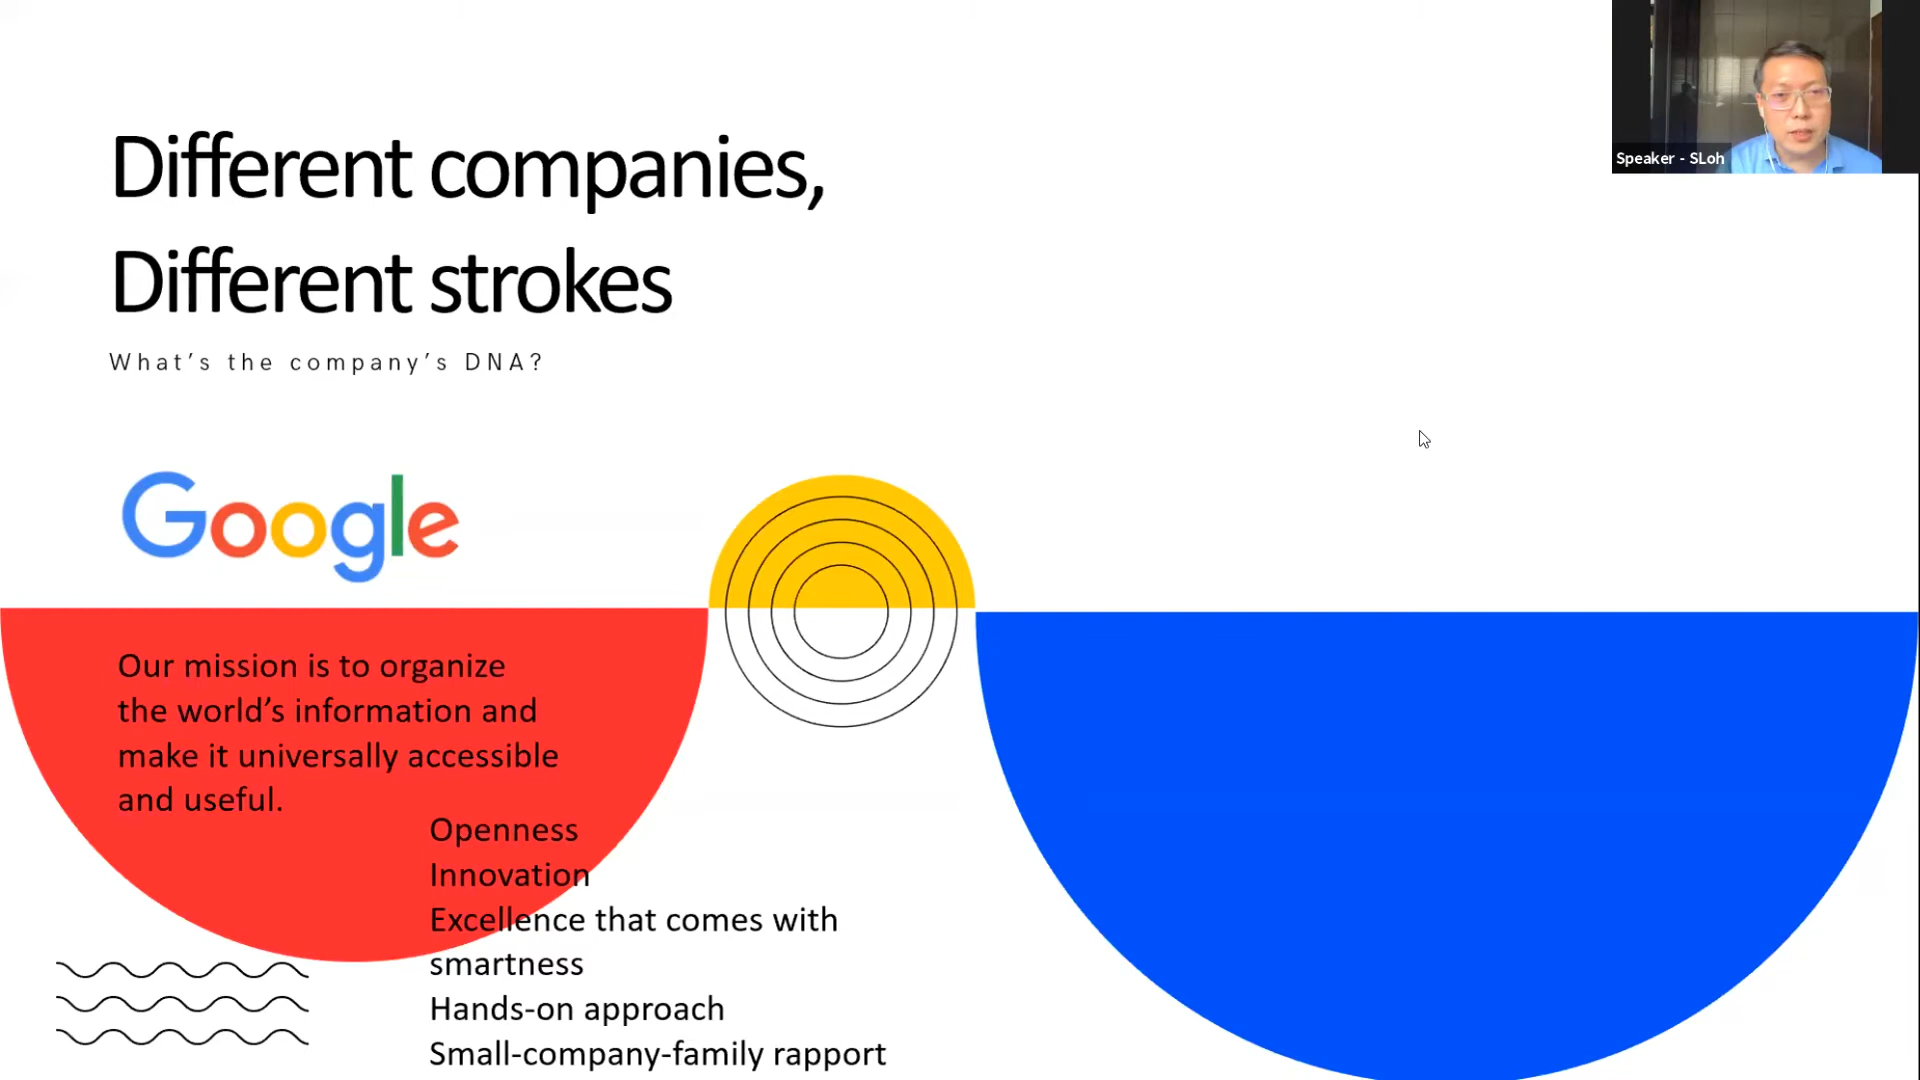 Different companies,
Different strokes
What’s the company’s DNA?
Speaker - SLoh
Google
Our mission is to organize
the world’s information and
make it universally accessible
and useful.
Openness
Innovation
Excellence that comes with
smartness
Hands-on approach
Small-company-family rapport